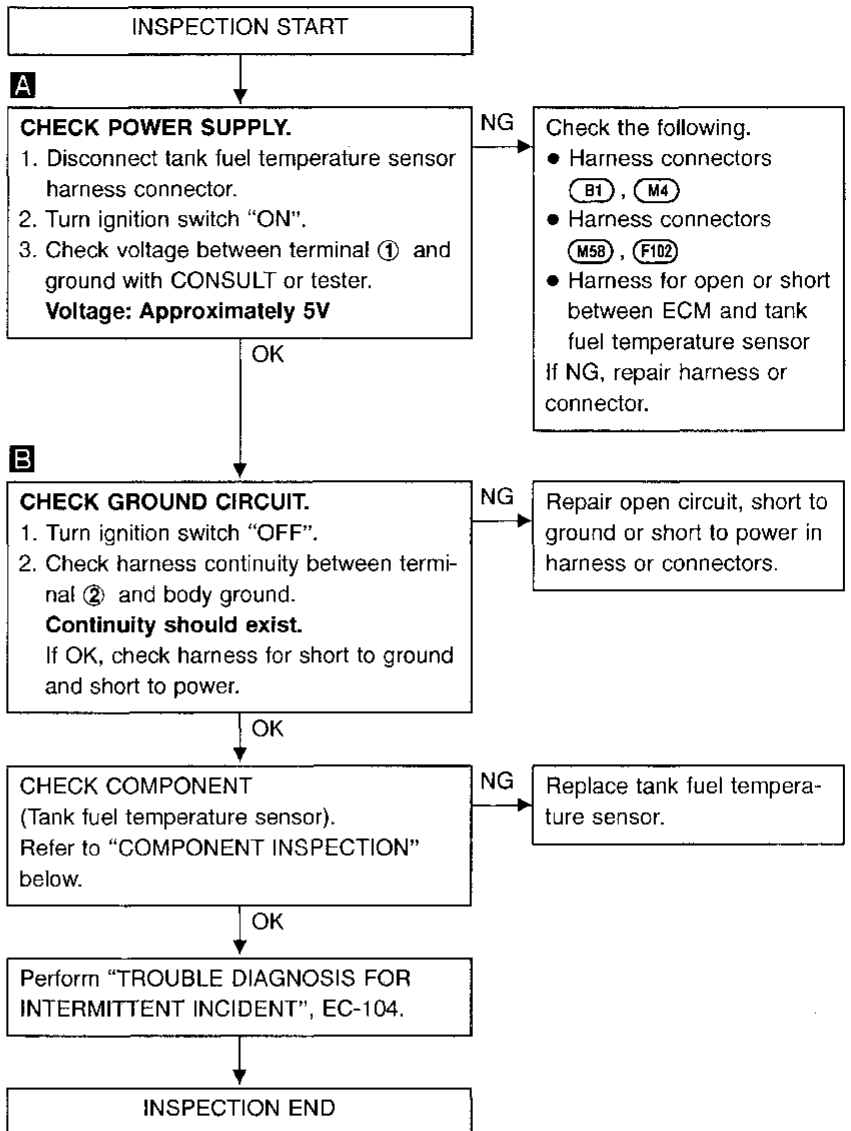 INSPECTION START
A
CHECK POWER SUPPLY.
1. Disconnect tank fuel temperature sensor
harness connector.
2. Turn ignition switch “ON”.
3. Check voltage between terminal ① and
ground with CONSULT or tester.
Voltage: Approximately 5V
NG
Check the following.
● Harness connectors
B1 , M4
● Harness connectors
M58 , F102
● Harness for open or short
between ECM and tank
fuel temperature sensor
If NG, repair harness or
connector.
OK
B
CHECK GROUND CIRCUIT.
1. Turn ignition switch “OFF”.
2. Check harness continuity between termi-
nal ② and body ground.
Continuity should exist.
If OK, check harness for short to ground
and short to power.
NG
Repair open circuit, short to
ground or short to power in
harness or connectors.
OK
CHECK COMPONENT
(Tank fuel temperature sensor).
Refer to “COMPONENT INSPECTION”
below.
NG
Replace tank fuel tempera-
ture sensor.
OK
Perform “TROUBLE DIAGNOSIS FOR
INTERMITTENT INCIDENT”, EC-104.
INSPECTION END